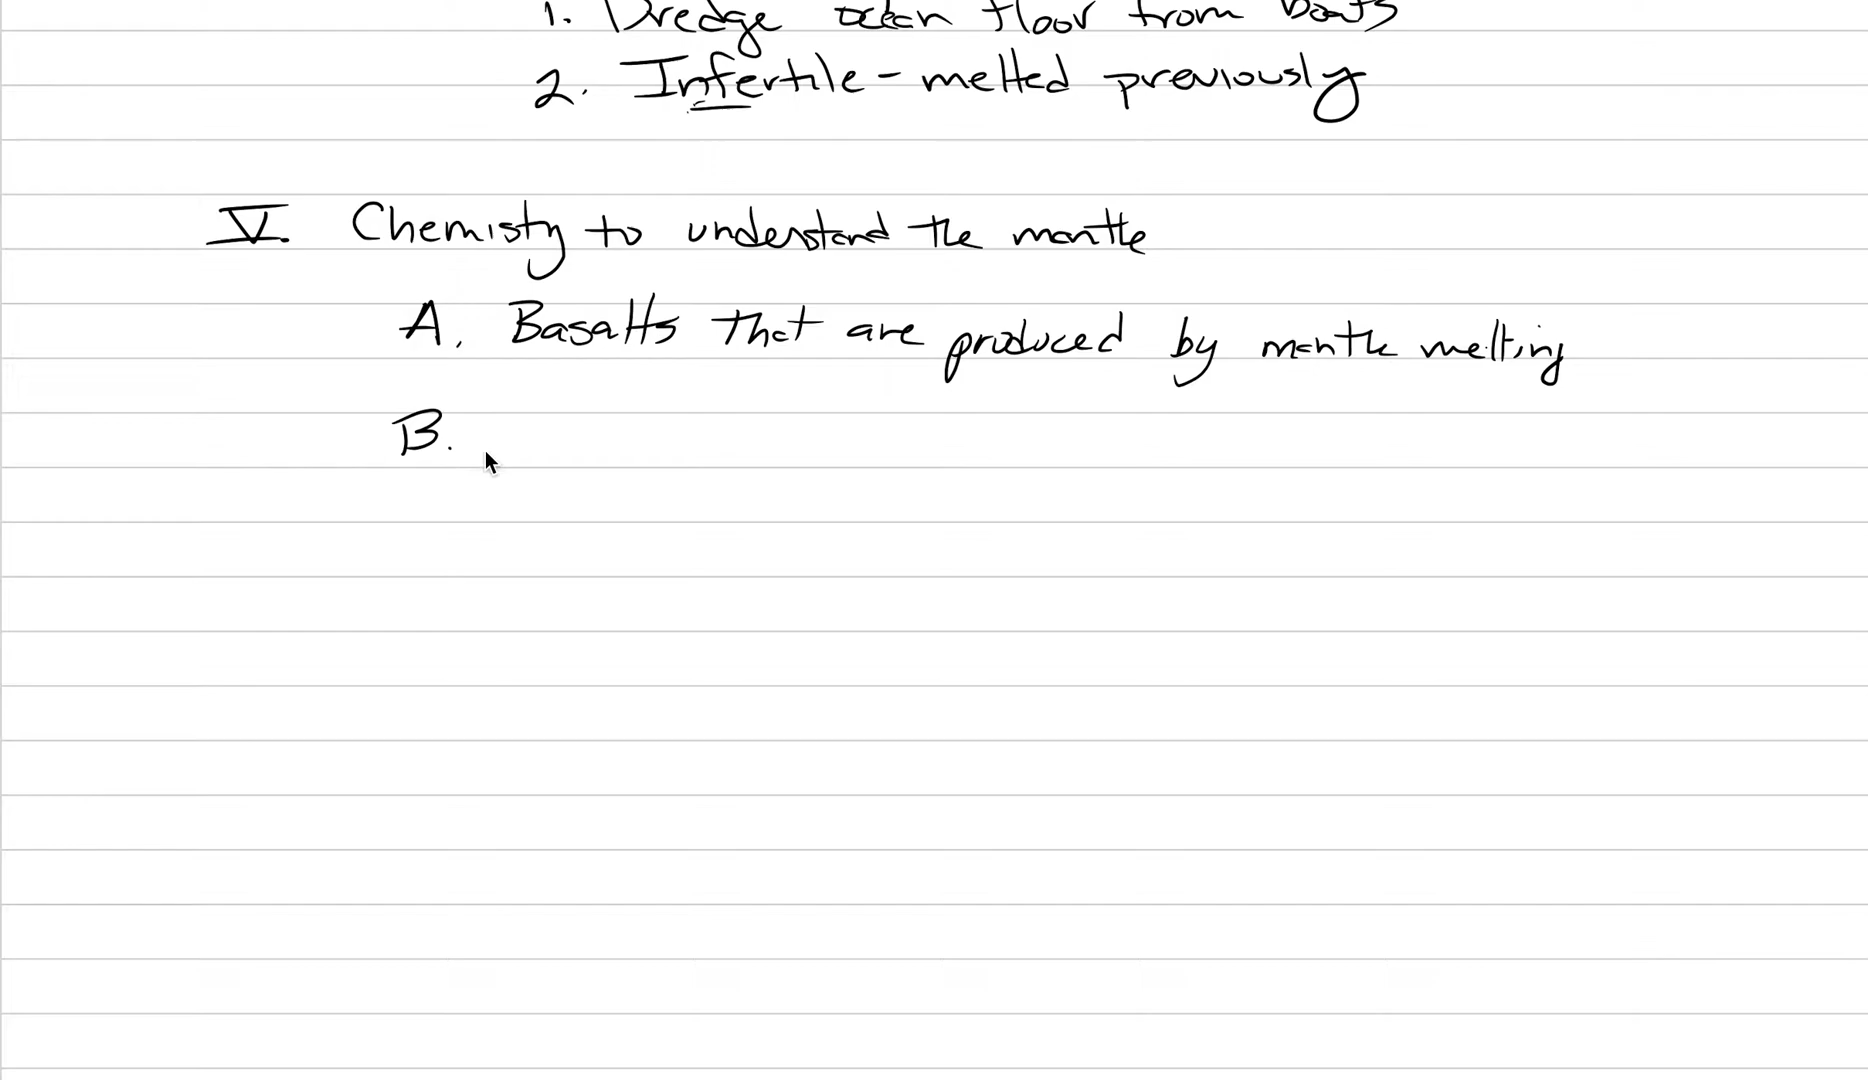 1. Dredge ocean floor from boats
2. Infertile - melted previously
V. Chemisty to understand the mantle
A. Basalts that are produced by mantle melting
B.